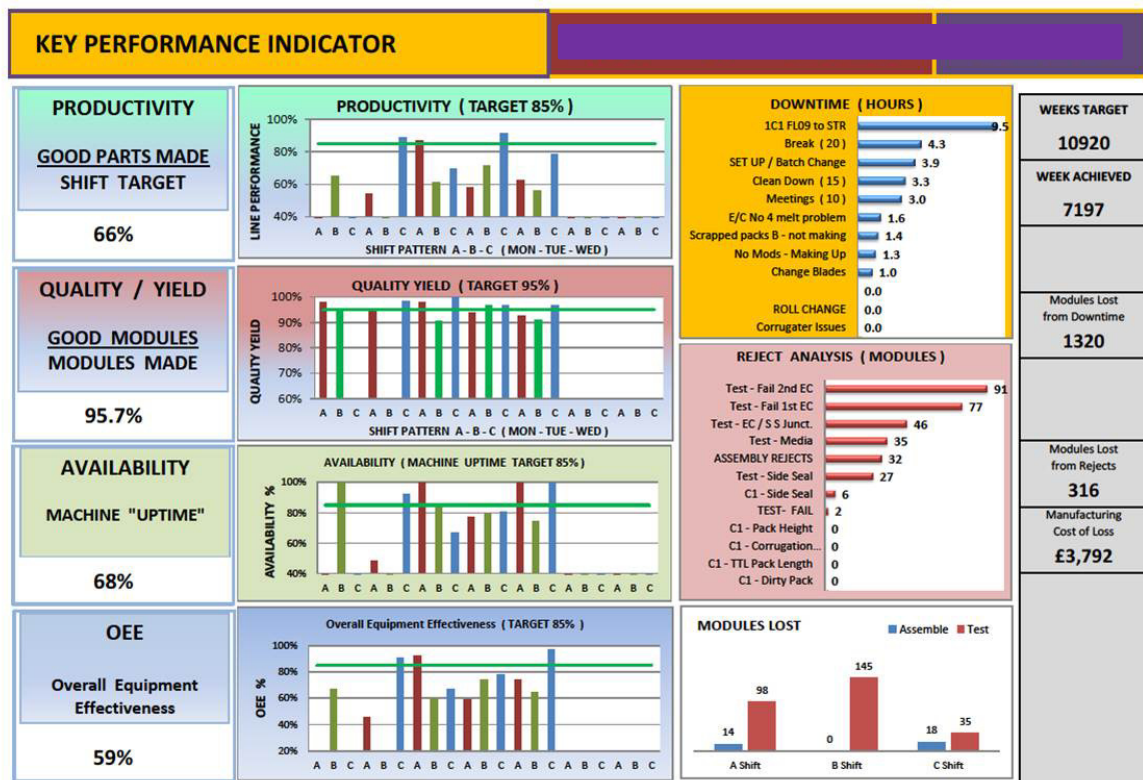 KEY PERFORMANCE INDICATOR
PRODUCTIVITY
GOOD PARTS MADE
SHIFT TARGET
66%
PRODUCTIVITY ( TARGET 85% )
LINE PERFORMANCE
100%
80%
60%
40%
A B C A B C A B C A B C A B C A B C A B C
SHIFT PATTERN A - B - C ( MON - TUE - WED )
QUALITY / YIELD
GOOD MODULES
MODULES MADE
95.7%
QUALITY YIELD ( TARGET 95% )
QUALITY YEILD
100%
90%
80%
70%
60%
A B C A B C A B C A B C A B C A B C A B C
SHIFT PATTERN A - B - C ( MON - TUE - WED )
AVAILABILITY
MACHINE "UPTIME"
68%
AVAILABILITY ( MACHINE UPTIME TARGET 85% )
AVAILABILITY %
100%
80%
60%
40%
A B C A B C A B C A B C A B C A B C A B C
OEE
Overall Equipment
Effectiveness
59%
Overall Equipment Effectiveness ( TARGET 85% )
OEE %
100%
80%
60%
40%
20%
A B C A B C A B C A B C A B C A B C A B C
DOWNTIME ( HOURS )
1C1 FL09 to STR 9.5
Break ( 20 ) 4.3
SET UP / Batch Change 3.9
Clean Down ( 15 ) 3.3
Meetings ( 10 ) 3.0
E/C No 4 melt problem 1.6
Scrapped packs B - not making 1.4
No Mods - Making Up 1.3
Change Blades 1.0
0.0
ROLL CHANGE 0.0
Corrugater Issues 0.0
REJECT ANALYSIS ( MODULES )
Test - Fail 2nd EC 91
Test - Fail 1st EC 77
Test - EC / S S Junct. 46
Test - Media 35
ASSEMBLY REJECTS 32
Test - Side Seal 27
C1 - Side Seal 6
TEST- FAIL 2
C1 - Pack Height 0
C1 - Corrugation... 0
C1 - TTL Pack Length 0
C1 - Dirty Pack 0
MODULES LOST
Assemble Test
14 98 0 145 18 35
A Shift B Shift C Shift
WEEKS TARGET
10920
WEEK ACHIEVED
7197
Modules Lost
from Downtime
1320
Modules Lost
from Rejects
316
Manufacturing
Cost of Loss
£3,792